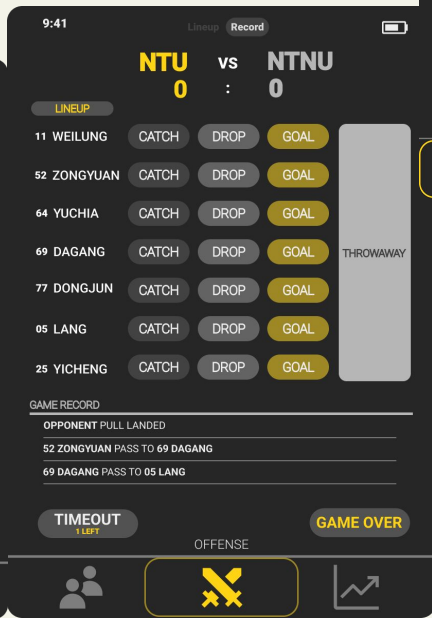 9:41
Lineup Record
NTU VS NTNU
0 : 0
LINEUP
11 WEILUNG CATCH DROP GOAL
52 ZONGYUAN CATCH DROP GOAL
64 YUCHIA CATCH DROP GOAL
69 DAGANG CATCH DROP GOAL THROWAWAY
77 DONGJUN CATCH DROP GOAL
05 LANG CATCH DROP GOAL
25 YICHENG CATCH DROP GOAL
GAME RECORD
OPPONENT PULL LANDED
52 ZONGYUAN PASS TO 69 DAGANG
69 DAGANG PASS TO 05 LANG
TIMEOUT
1 LEFT
GAME OVER
OFFENSE